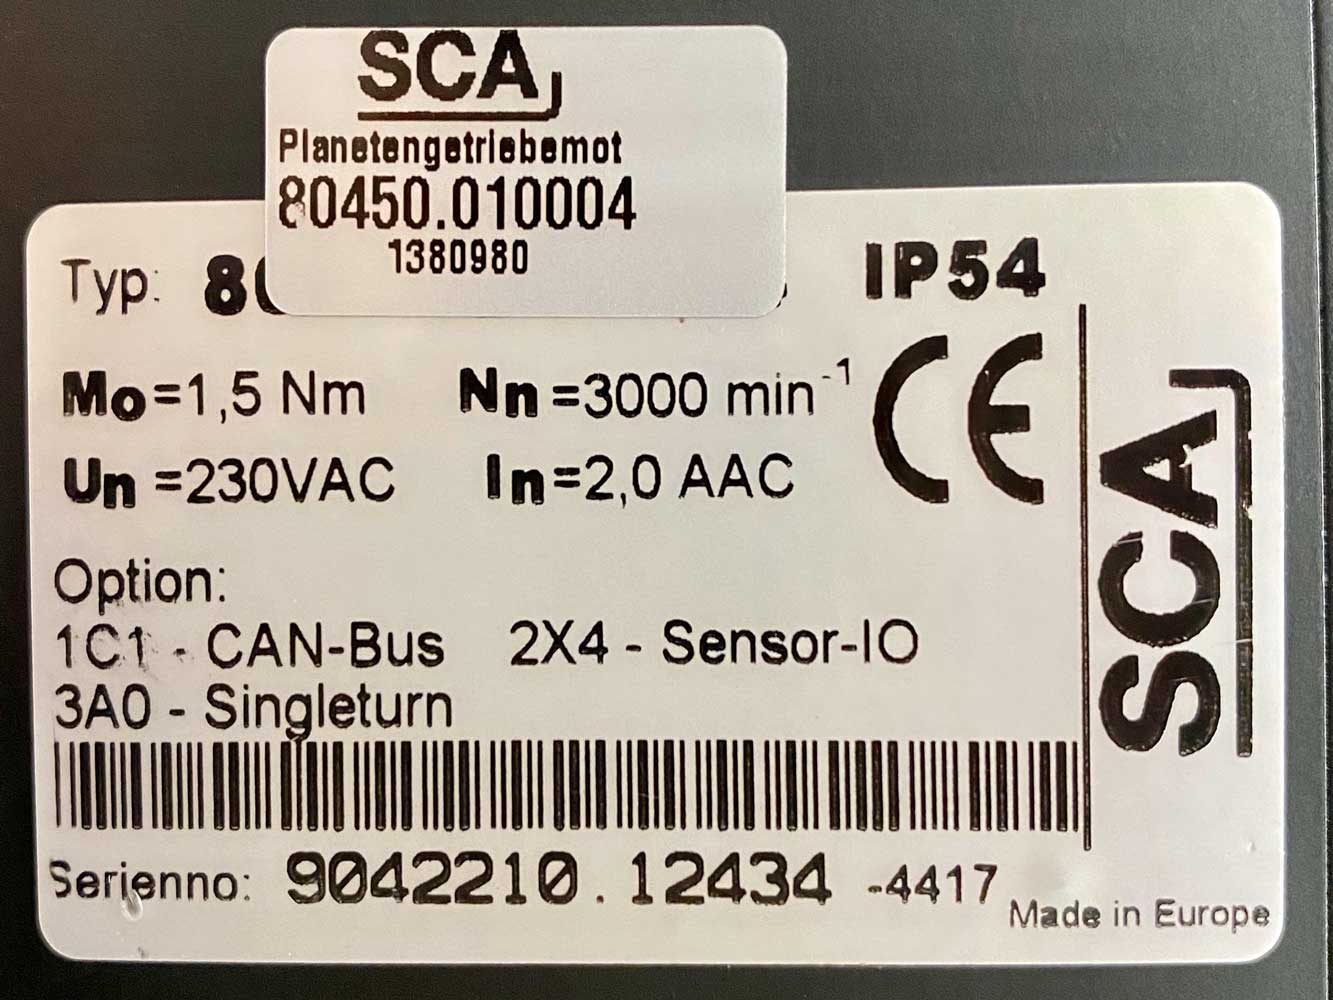 SCA
Planetengetriebemot
80450.010004
1380980
Typ: 80
IP54
Mo=1,5 Nm Nn=3000 min⁻¹
Un=230VAC In=2,0 AAC
CE
SCA
Option:
1C1 - CAN-Bus 2X4 - Sensor-IO
3A0 - Singleturn
Serienno: 9042210.12434 -4417
Made in Europe